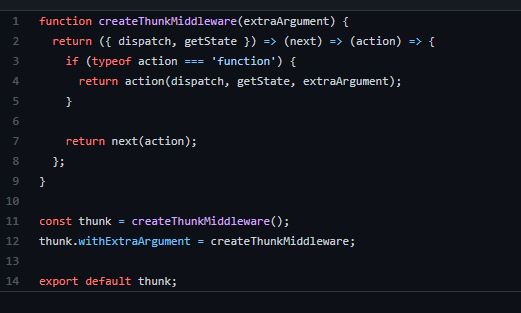 1 function createThunkMiddleware(extraArgument) {
2   return ({ dispatch, getState }) => (next) => (action) => {
3     if (typeof action === 'function') {
4       return action(dispatch, getState, extraArgument);
5     }
6
7     return next(action);
8   };
9 }
10
11 const thunk = createThunkMiddleware();
12 thunk.withExtraArgument = createThunkMiddleware;
13
14 export default thunk;